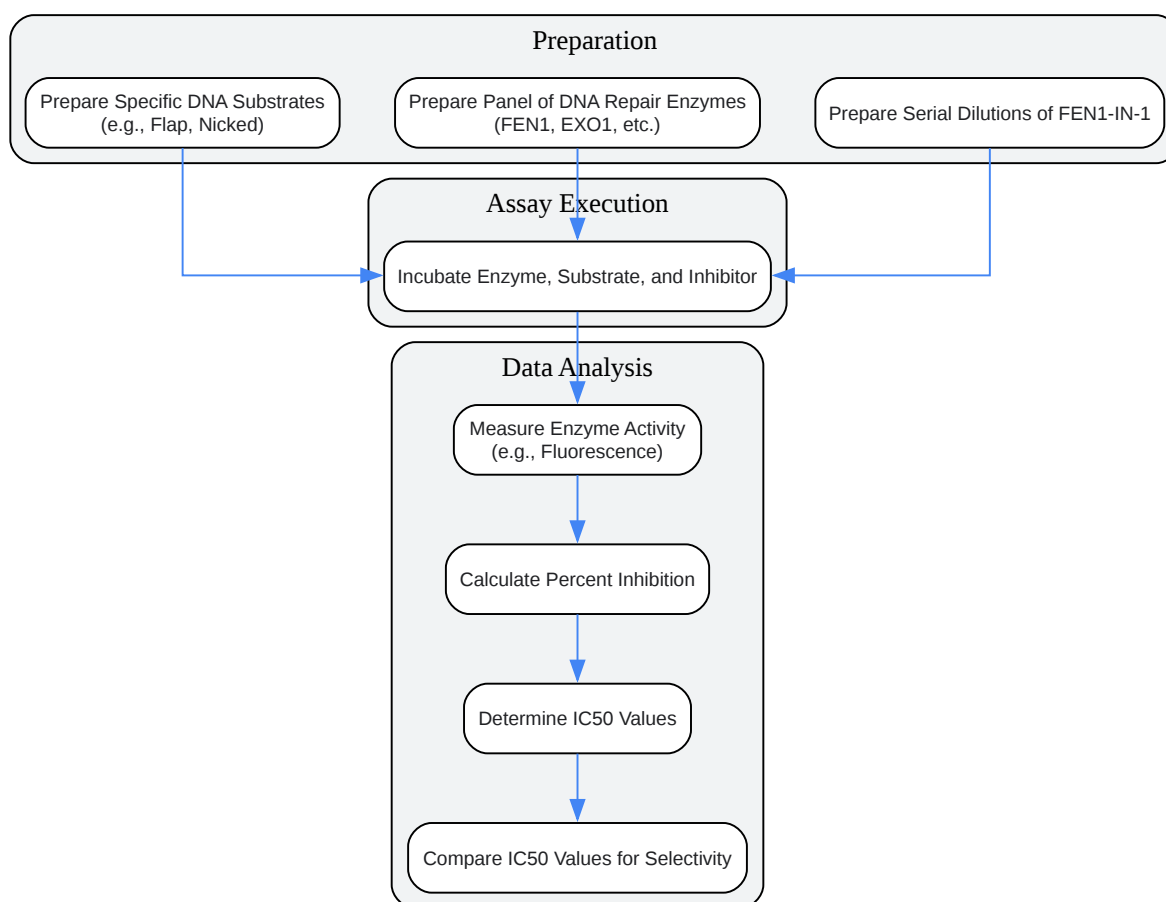 Preparation
Prepare Specific DNA Substrates
(e.g., Flap, Nicked)
Prepare Panel of DNA Repair Enzymes
(FEN1, EXO1, etc.)
Prepare Serial Dilutions of FEN1-IN-1
Assay Execution
Incubate Enzyme, Substrate, and Inhibitor
Data Analysis
Measure Enzyme Activity
(e.g., Fluorescence)
Calculate Percent Inhibition
Determine IC50 Values
Compare IC50 Values for Selectivity